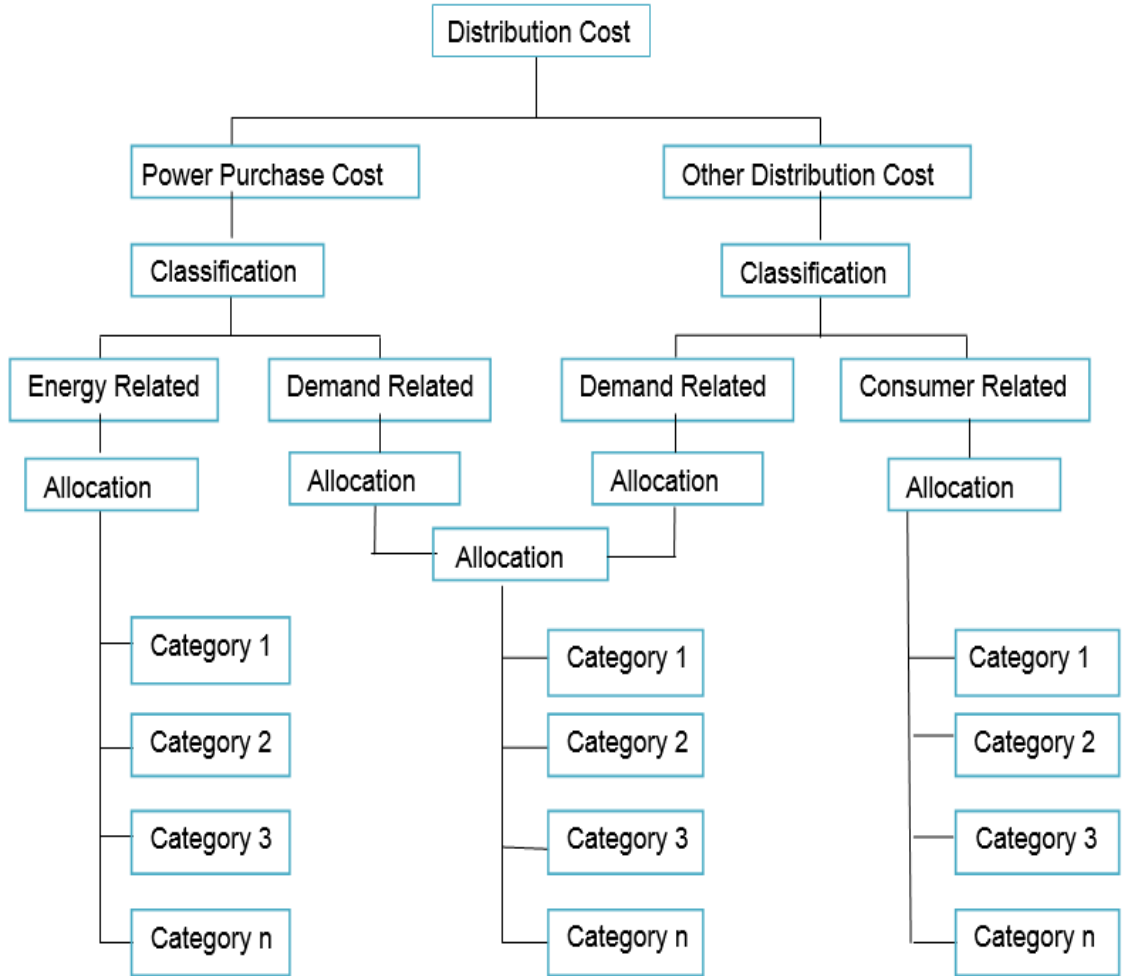 Distribution Cost
Power Purchase Cost
Other Distribution Cost
Classification
Classification
Energy Related
Demand Related
Demand Related
Consumer Related
Allocation
Allocation
Allocation
Allocation
Allocation
Category 1
Category 2
Category 3
Category n
Category 1
Category 2
Category 3
Category n
Category 1
Category 2
Category 3
Category n